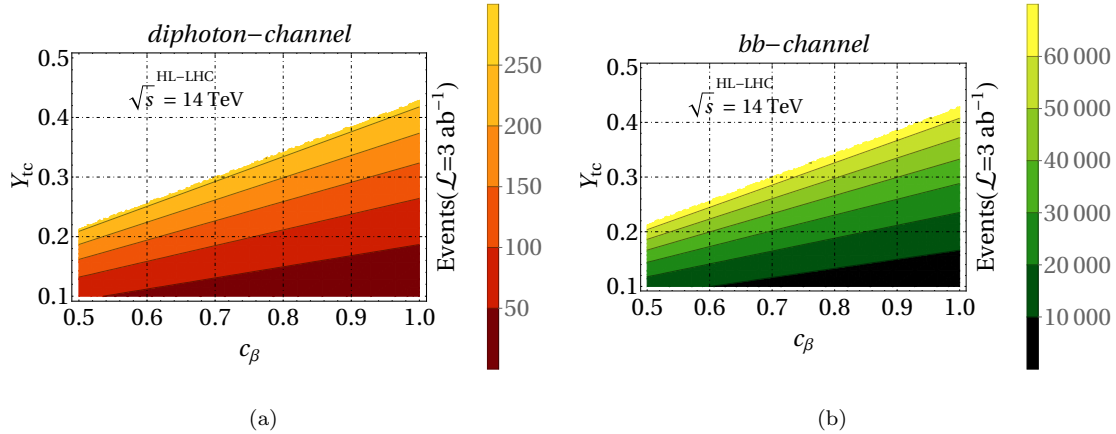 diphoton−channel
HL−LHC
√s = 14 TeV
0.5
0.4
0.3
0.2
0.1
Y_tc
0.5 0.6 0.7 0.8 0.9 1.0
c_β
Events(ℒ=3 ab⁻¹)
250
200
150
100
50
(a)
bb−channel
HL−LHC
√s = 14 TeV
0.5
0.4
0.3
0.2
0.1
Y_tc
0.5 0.6 0.7 0.8 0.9 1.0
c_β
Events(ℒ=3 ab⁻¹)
60 000
50 000
40 000
30 000
20 000
10 000
(b)